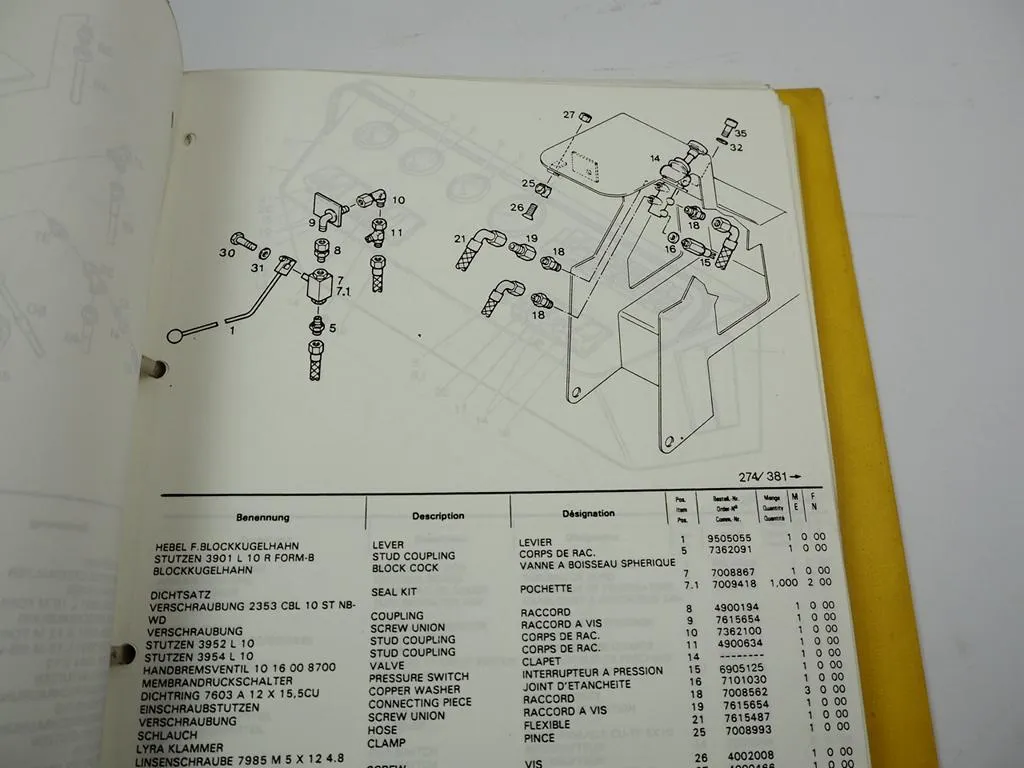 27
35
32
14
10
25
9
26
18
11
21
19
18
16
15
8
30
31
7
7.1
18
1
5
274/381
Benennung Description Désignation Pos. Item Pos. Bestell.-Nr. Order-Nº Comm. Nr. Menge Quantity Quantité M E F N
HEBEL F.BLOCKKUGELHAHN LEVER LEVIER 1 9505055 1 0 00
STUTZEN 3901 L 10 R FORM-B STUD COUPLING CORPS DE RAC. 5 7362091 1 0 00
BLOCKKUGELHAHN BLOCK COCK VANNE A BOISSEAU SPHERIQUE
7 7008867 1 0 00
DICHTSATZ SEAL KIT POCHETTE 7.1 7009418 1,000 2 00
VERSCHRAUBUNG 2353 CBL 10 ST NB-
WD COUPLING RACCORD 8 4900194 1 0 00
VERSCHRAUBUNG SCREW UNION RACCORD A VIS 9 7615654 1 0 00
STUTZEN 3952 L 10 STUD COUPLING CORPS DE RAC. 10 7362100 1 0 00
STUTZEN 3954 L 10 STUD COUPLING CORPS DE RAC. 11 4900634 1 0 00
HANDBREMSVENTIL 10 16 00 8700 VALVE CLAPET 14 -------- 1 0 00
MEMBRANDRUCKSCHALTER PRESSURE SWITCH INTERRUPTEUR A PRESSION 15 6905125 1 0 00
DICHTRING 7603 A 12 X 15,5CU COPPER WASHER JOINT D'ETANCHEITE 16 7101030 1 0 00
EINSCHRAUBSTUTZEN CONNECTING PIECE RACCORD 18 7008562 3 0 00
VERSCHRAUBUNG SCREW UNION RACCORD A VIS 19 7615654 1 0 00
SCHLAUCH HOSE FLEXIBLE 21 7615487 1 0 00
LYRA KLAMMER CLAMP PINCE 25 7008993 1 0 00
LINSENSCHRAUBE 7985 M 5 X 12 4.8 SCREW VIS 26 4002008 1 0 00